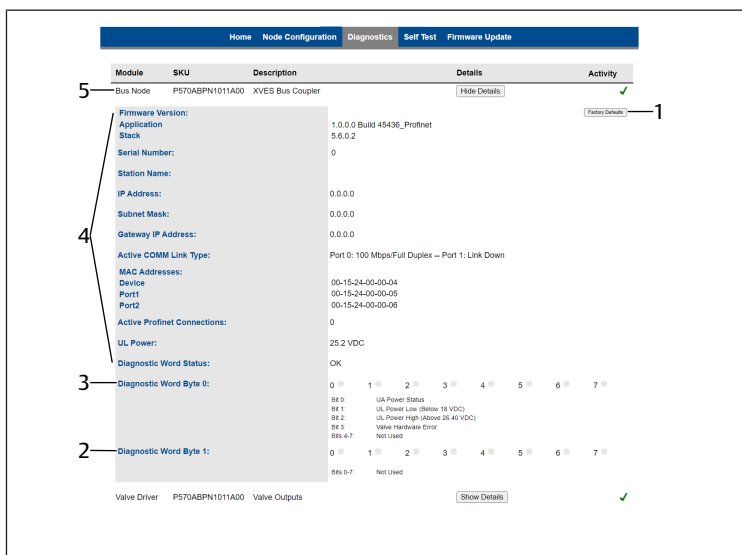 Home Node Configuration Diagnostics Self Test Firmware Update
Module SKU Description Details Activity
5 Bus Node P570ABPN1011A00 XVES Bus Coupler Hide Details
Firmware Version: Factory Defaults 1
Application 1.0.0.0 Build 45436_Profinet
Stack 5.6.0.2
Serial Number: 0
Station Name:
IP Address: 0.0.0.0
Subnet Mask: 0.0.0.0
4 Gateway IP Address: 0.0.0.0
Active COMM Link Type: Port 0: 100 Mbps/Full Duplex -- Port 1: Link Down
MAC Addresses:
Device 00-15-24-00-00-04
Port1 00-15-24-00-00-05
Port2 00-15-24-00-00-06
Active Profinet Connections: 0
UL Power: 25.2 VDC
Diagnostic Word Status: OK
3 Diagnostic Word Byte 0: 0 1 2 3 4 5 6 7
Bit 0: UA Power Status
Bit 1: UL Power Low (Below 18 VDC)
Bit 2: UL Power High (Above 26.40 VDC)
Bit 3: Valve Hardware Error
Bits 4-7: Not Used
2 Diagnostic Word Byte 1: 0 1 2 3 4 5 6 7
Bits 0-7: Not Used
Valve Driver P570ABPN1011A00 Valve Outputs Show Details